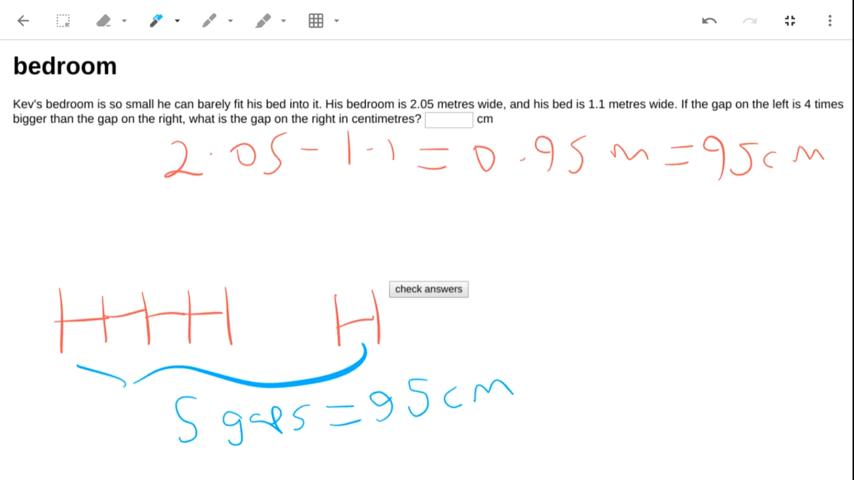 bedroom
Kev's bedroom is so small he can barely fit his bed into it. His bedroom is 2.05 metres wide, and his bed is 1.1 metres wide. If the gap on the left is 4 times
bigger than the gap on the right, what is the gap on the right in centimetres? cm
2.05 - 1.1 = 0.95 m = 95cm
check answers
5 gaps = 95cm